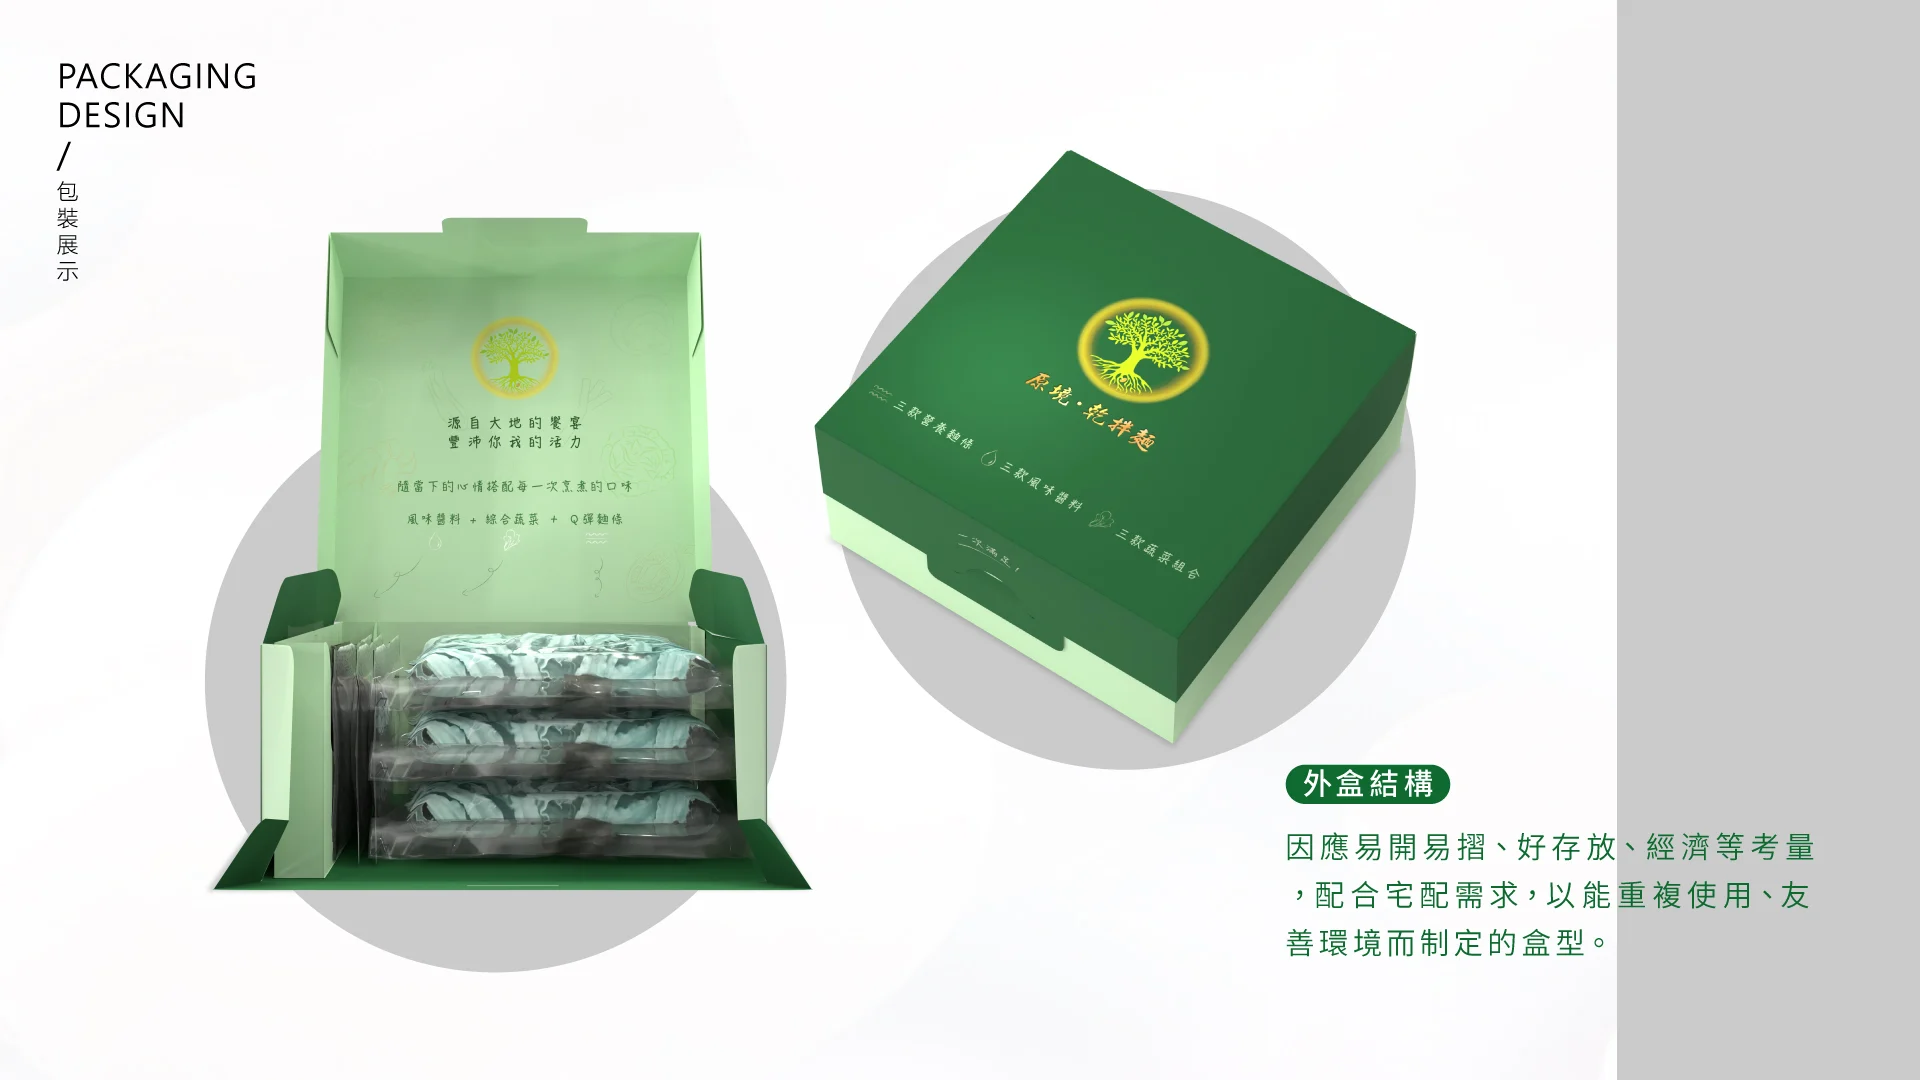 PACKAGING
DESIGN
/
包裝展示
源自大地的饗宴
豐沛你我的活力
隨當下的心情搭配每一次烹煮的口味
風味醬料 + 綜合蔬菜 + Q彈麵條
原境·乾拌麵
三款營養麵條 三款風味醬料 三款蔬菜組合
外盒結構
因應易開易摺、好存放、經濟等考量
，配合宅配需求，以能重複使用、友
善環境而制定的盒型。